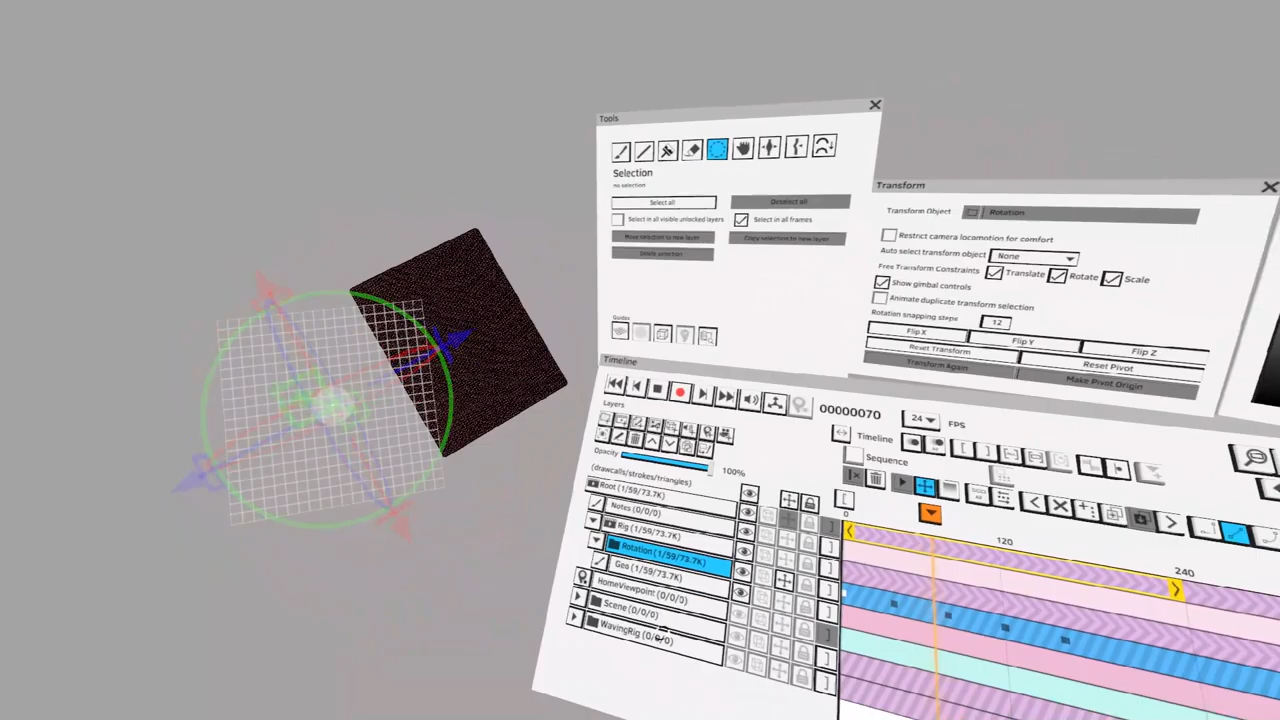 Tools
Selection
no selection
Select all
Deselect all
Select in all visible unlocked layers
Select in all frames
Move selection to new layer
Copy selection to new layer
Delete selection
Guides
Transform
Transform Object
Rotation
Restrict camera locomotion for comfort
Auto select transform object
None
Free Transform Constraints
Translate
Rotate
Scale
Show gimbal controls
Animate duplicate transform selection
Rotation snapping steps
12
Flip X
Flip Y
Flip Z
Reset Transform
Reset Pivot
Transform Again
Make Pivot Origin
Timeline
00000070
24
FPS
Layers
Timeline
Sequence
Opacity
100%
(drawcalls/strokes/triangles)
Root (1/59/73.7K)
Notes (0/0/0)
Rig (1/59/73.7K)
Rotation (1/59/73.7K)
Geo (1/59/73.7K)
HomeViewpoint (0/0/0)
Scene (0/0/0)
WavingRig (0/0/0)
0
120
240